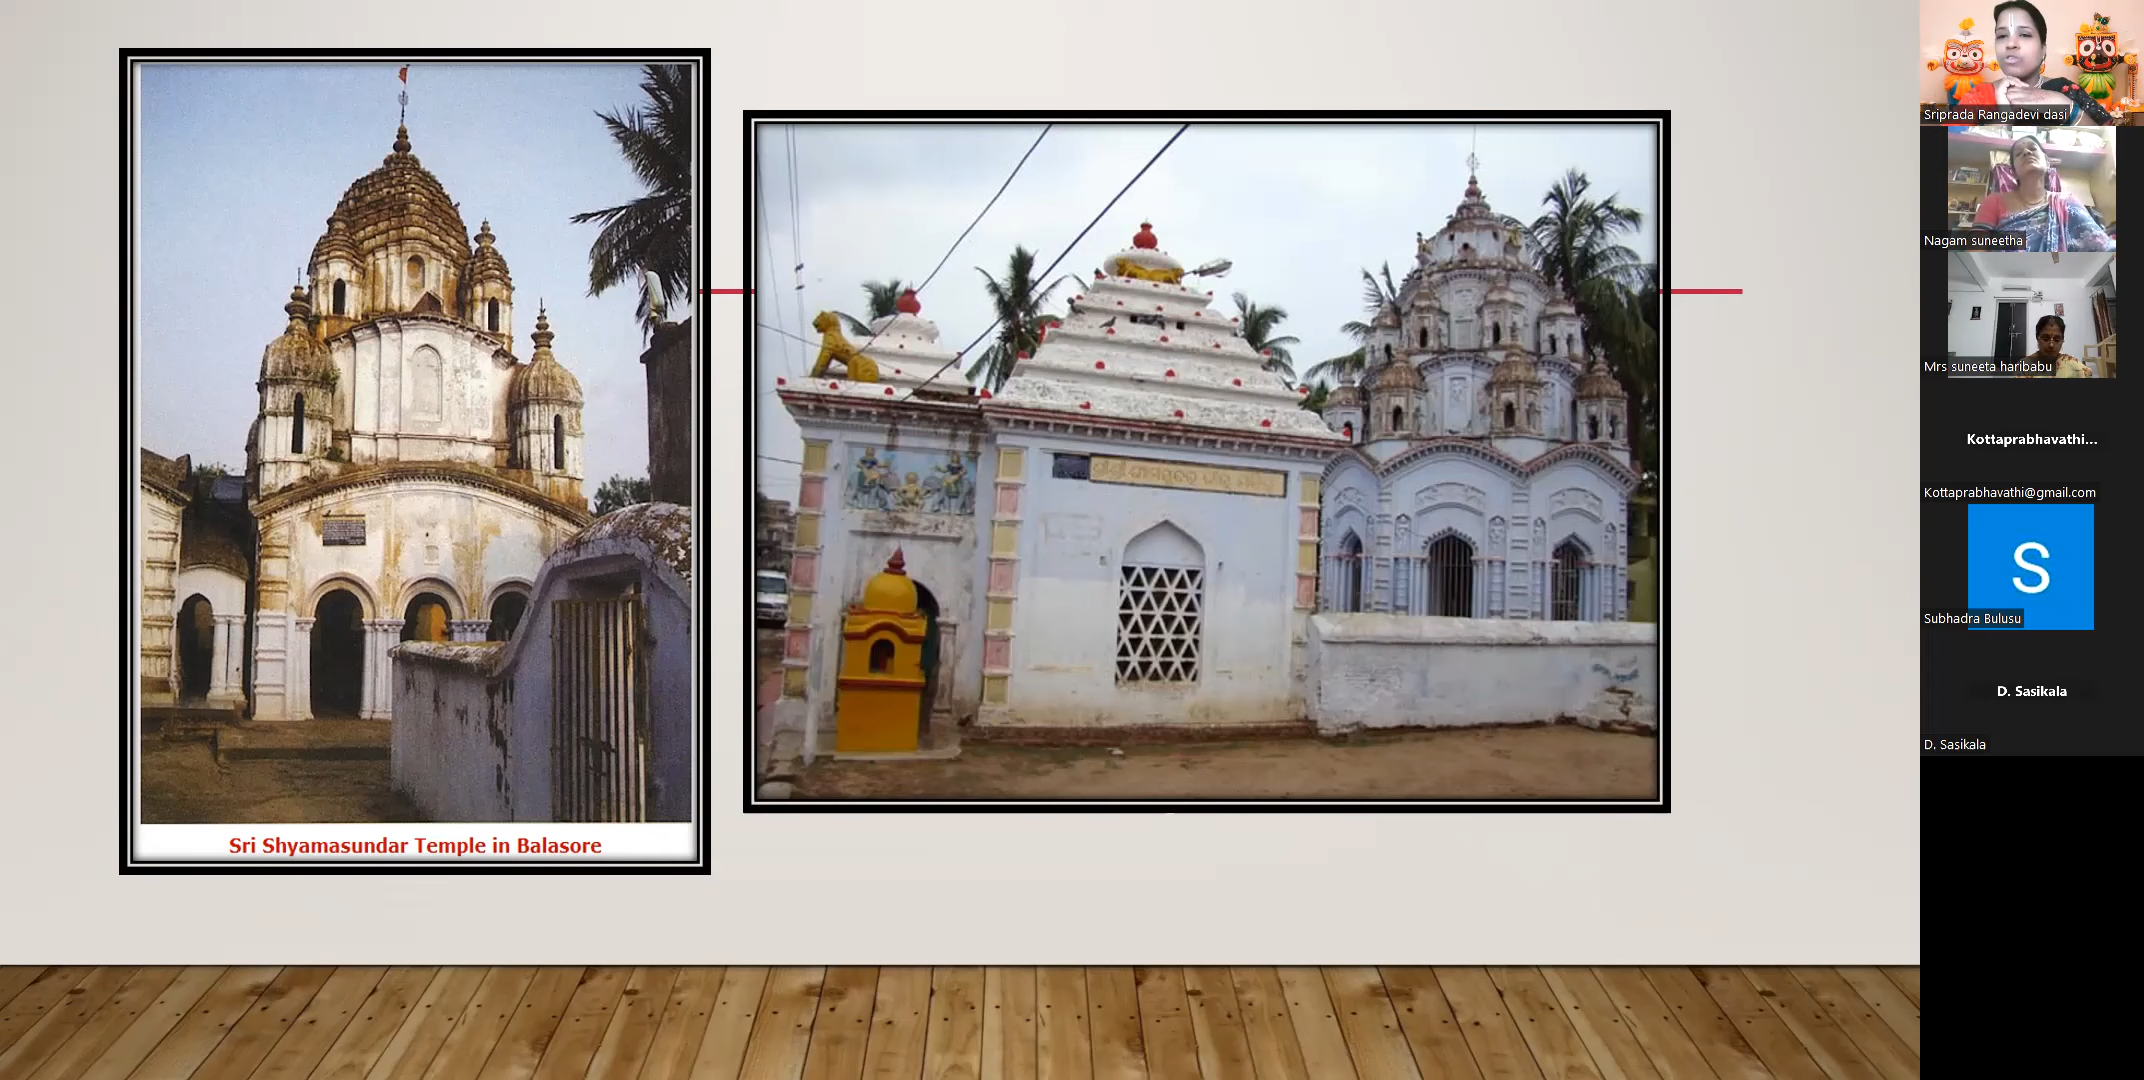 Sri Shyamasundar Temple in Balasore
Sriprada Rangadevi dasi
Nagam suneetha
Mrs suneeta haribabu
Kottaprabhavathi...
Kottaprabhavathi@gmail.com
S
Subhadra Bulusu
D. Sasikala
D. Sasikala